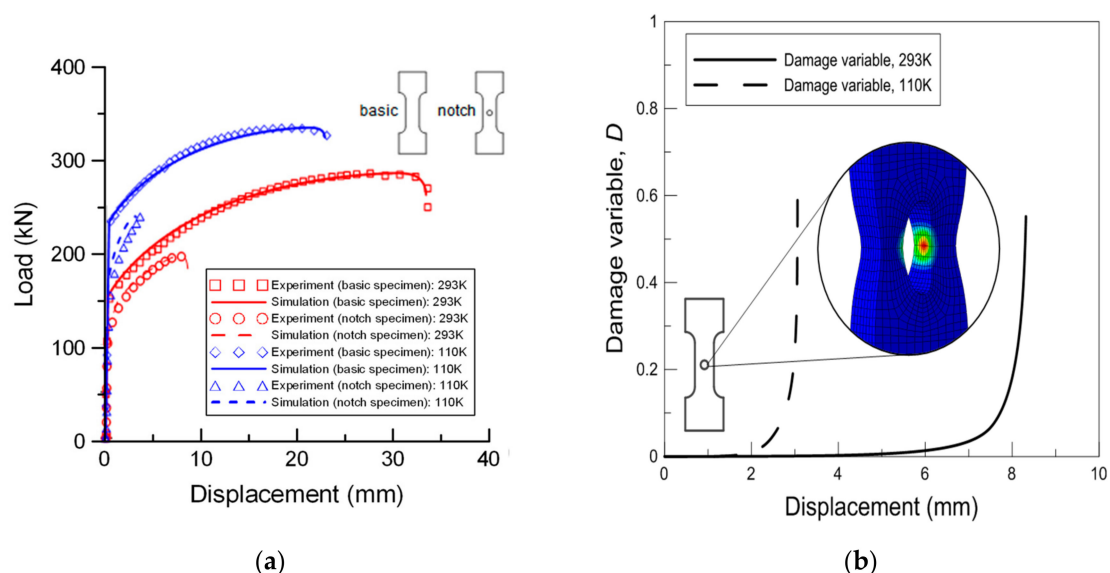 400
300
200
100
0
0
10
20
30
40
Load (kN)
Displacement (mm)
basic
notch
Experiment (basic specimen): 293K
Simulation (basic specimen): 293K
Experiment (notch specimen): 293K
Simulation (notch specimen): 293K
Experiment (basic specimen): 110K
Simulation (basic specimen): 110K
Experiment (notch specimen): 110K
Simulation (notch specimen): 110K
(a)
1
0.8
0.6
0.4
0.2
0
0
2
4
6
8
10
Damage variable, D
Displacement (mm)
Damage variable, 293K
Damage variable, 110K
(b)